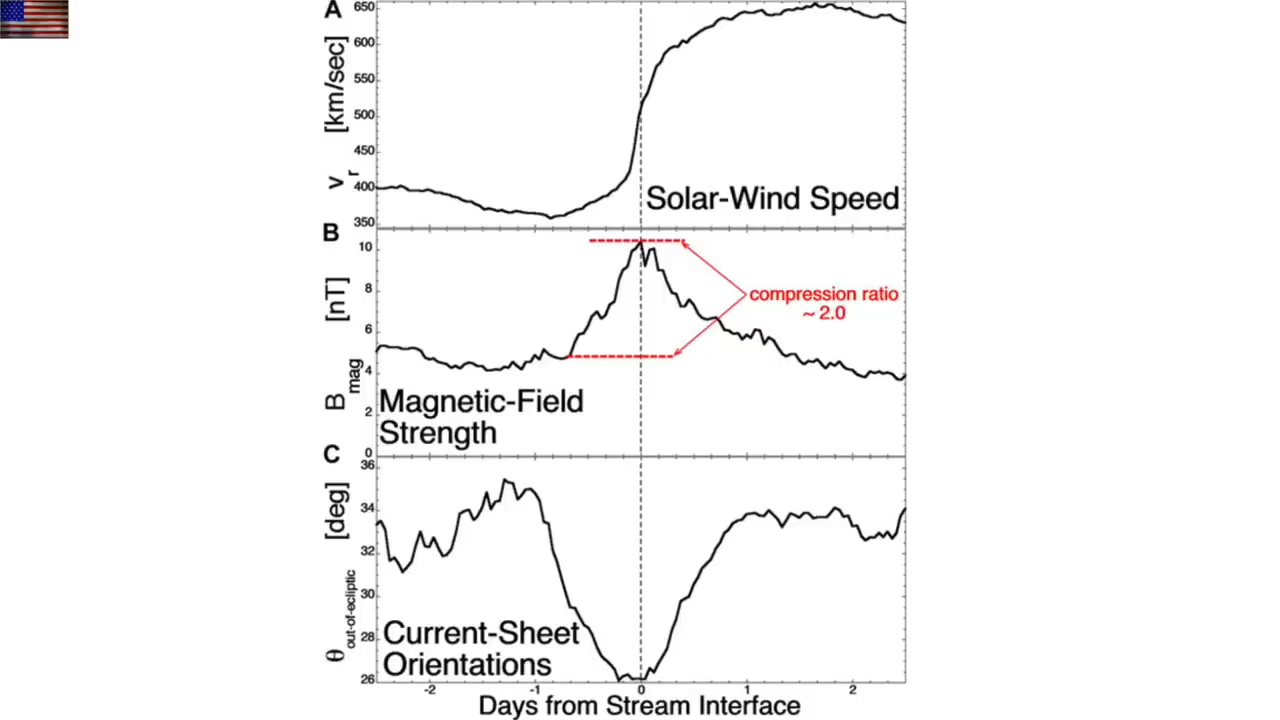 A
650
600
550
500
450
400
350
v r [km/sec]
Solar-Wind Speed
B
10
8
6
4
2
0
B mag [nT]
compression ratio
~ 2.0
Magnetic-Field
Strength
C
36
34
32
30
28
26
θ out-of-ecliptic [deg]
Current-Sheet
Orientations
-2 -1 0 1 2
Days from Stream Interface